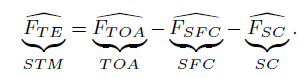 F_TE = F_TOA − F_SFC − F_SC .
STM TOA SFC SC